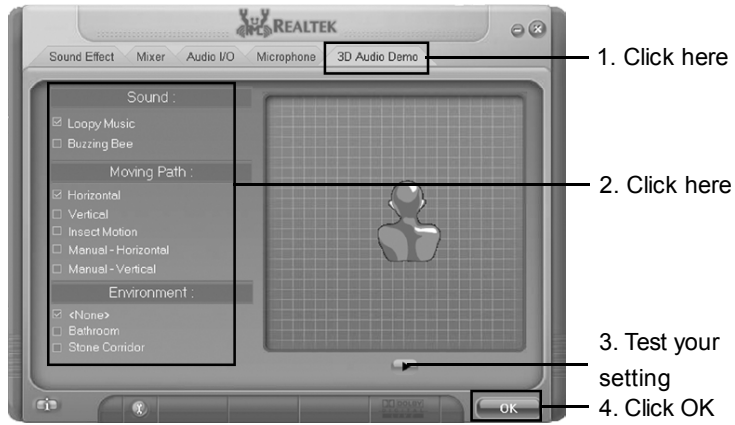 REALTEK
Sound Effect
Mixer
Audio I/O
Microphone
3D Audio Demo
1. Click here
Sound :
Loopy Music
Buzzing Bee
Moving Path :
Horizontal
Vertical
Insect Motion
Manual - Horizontal
Manual - Vertical
2. Click here
Environment :
<None>
Bathroom
Stone Corridor
3. Test your
setting
OK
4. Click OK